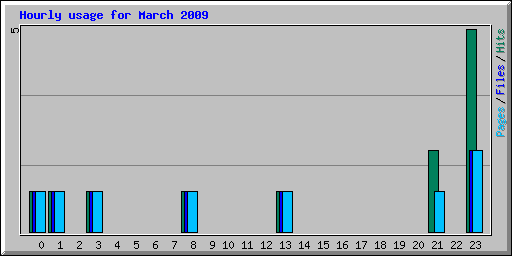 Hourly usage for March 2009
5
Pages/Files/Hits
0 1 2 3 4 5 6 7 8 9 10 11 12 13 14 15 16 17 18 19 20 21 22 23